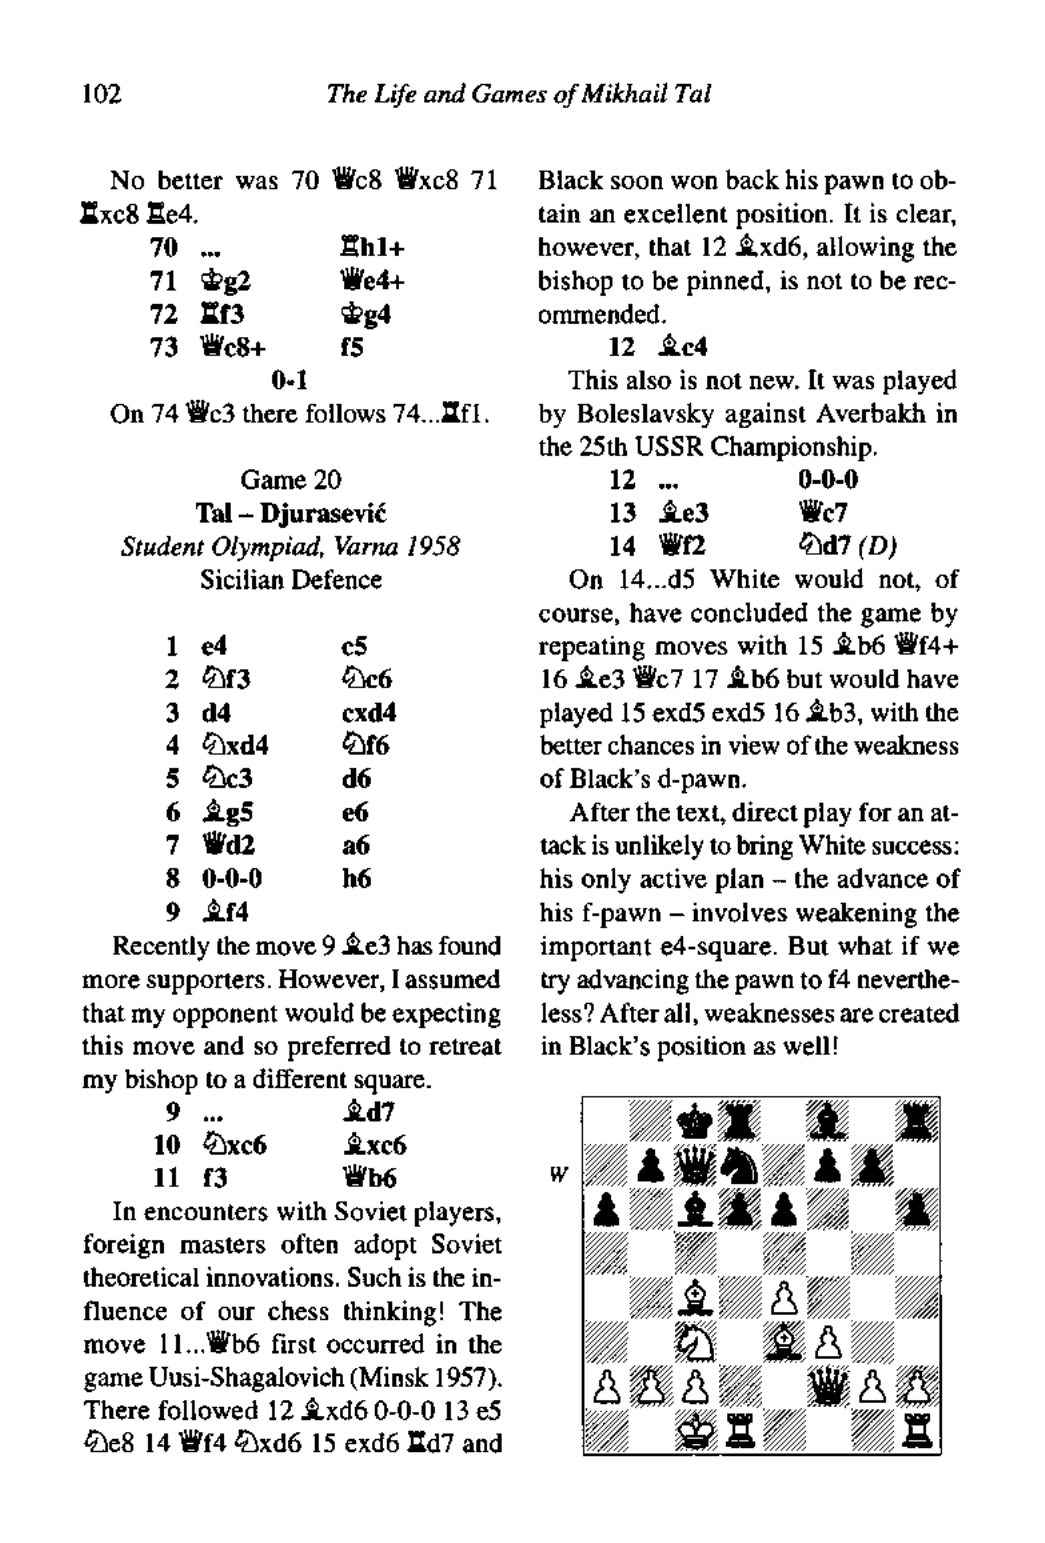 102
The Life and Games of Mikhail Tal
No better was 70 ♕c8 ♕xc8 71
♖xc8 ♖e4.
70 ... ♖h1+
71 ♔g2 ♕e4+
72 ♖f3 ♔g4
73 ♕c8+ f5
0-1
On 74 ♕c3 there follows 74...♖f1.
Game 20
Tal – Djurasević
Student Olympiad, Varna 1958
Sicilian Defence
1 e4 c5
2 ♘f3 ♘c6
3 d4 cxd4
4 ♘xd4 ♘f6
5 ♘c3 d6
6 ♗g5 e6
7 ♕d2 a6
8 0-0-0 h6
9 ♗f4
Recently the move 9 ♗e3 has found
more supporters. However, I assumed
that my opponent would be expecting
this move and so preferred to retreat
my bishop to a different square.
9 ... ♗d7
10 ♘xc6 ♗xc6
11 f3 ♕b6
In encounters with Soviet players,
foreign masters often adopt Soviet
theoretical innovations. Such is the in-
fluence of our chess thinking! The
move 11...♕b6 first occurred in the
game Uusi-Shagalovich (Minsk 1957).
There followed 12 ♗xd6 0-0-0 13 e5
♘e8 14 ♕f4 ♘xd6 15 exd6 ♖d7 and
Black soon won back his pawn to ob-
tain an excellent position. It is clear,
however, that 12 ♗xd6, allowing the
bishop to be pinned, is not to be rec-
ommended.
12 ♗c4
This also is not new. It was played
by Boleslavsky against Averbakh in
the 25th USSR Championship.
12 ... 0-0-0
13 ♗e3 ♕c7
14 ♕f2 ♘d7 (D)
On 14...d5 White would not, of
course, have concluded the game by
repeating moves with 15 ♗b6 ♕f4+
16 ♗e3 ♕c7 17 ♗b6 but would have
played 15 exd5 exd5 16 ♗b3, with the
better chances in view of the weakness
of Black's d-pawn.
After the text, direct play for an at-
tack is unlikely to bring White success:
his only active plan – the advance of
his f-pawn – involves weakening the
important e4-square. But what if we
try advancing the pawn to f4 neverthe-
less? After all, weaknesses are created
in Black's position as well!
W